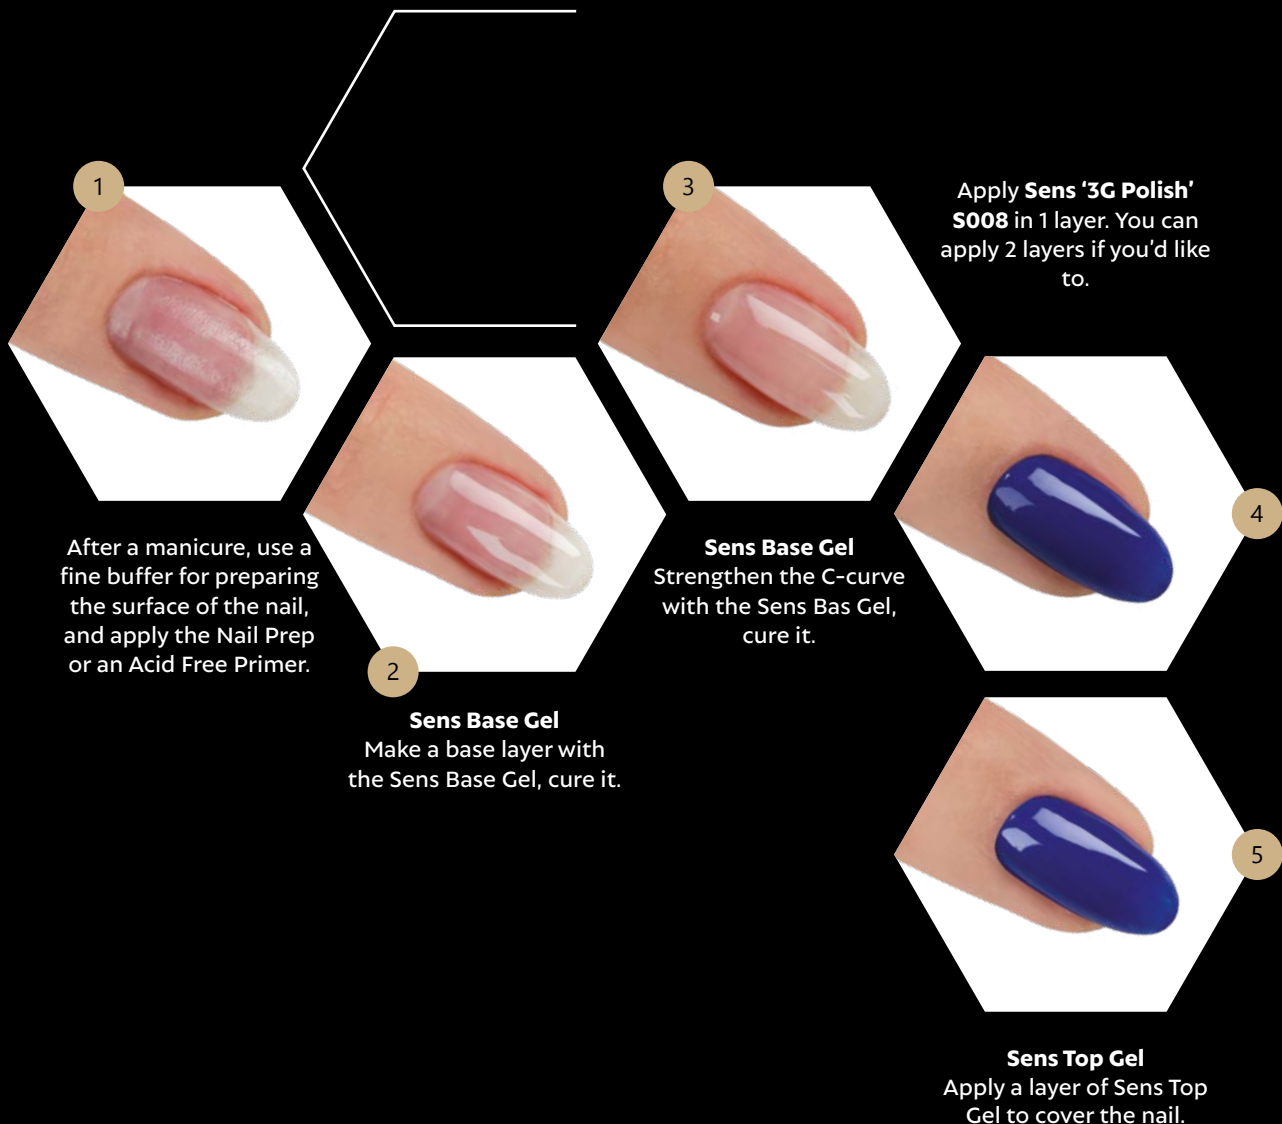 1
After a manicure, use a
fine buffer for preparing
the surface of the nail,
and apply the Nail Prep
or an Acid Free Primer.
2
Sens Base Gel
Make a base layer with
the Sens Base Gel, cure it.
3
Sens Base Gel
Strengthen the C-curve
with the Sens Bas Gel,
cure it.
Apply Sens ‘3G Polish’
S008 in 1 layer. You can
apply 2 layers if you’d like
to.
4
5
Sens Top Gel
Apply a layer of Sens Top
Gel to cover the nail.